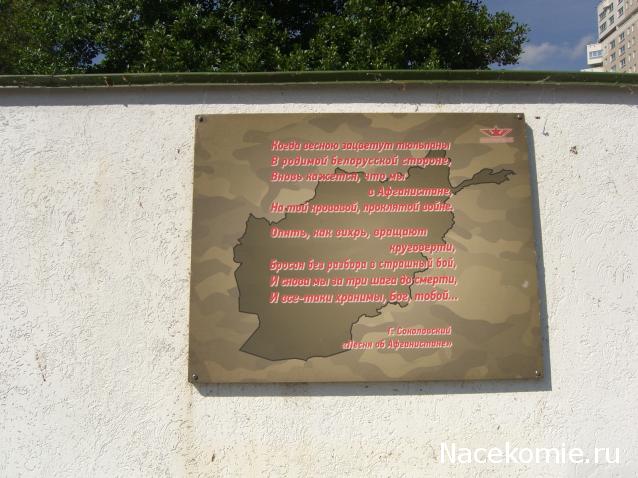 Когда весною зацветут тюльпаны
В родимой белорусской стороне,
Вновь кажется, что мы
в Афганистане,
На той кровавой, проклятой войне.
Опять, как вихрь, вращают
круговерти,
Бросая без разбора в страшный бой,
И снова мы за три шага до смерти,
И все-таки хранимы, бог, тобой...
Г. Соколовский
«Песня об Афганистане»
Nacekomie.ru